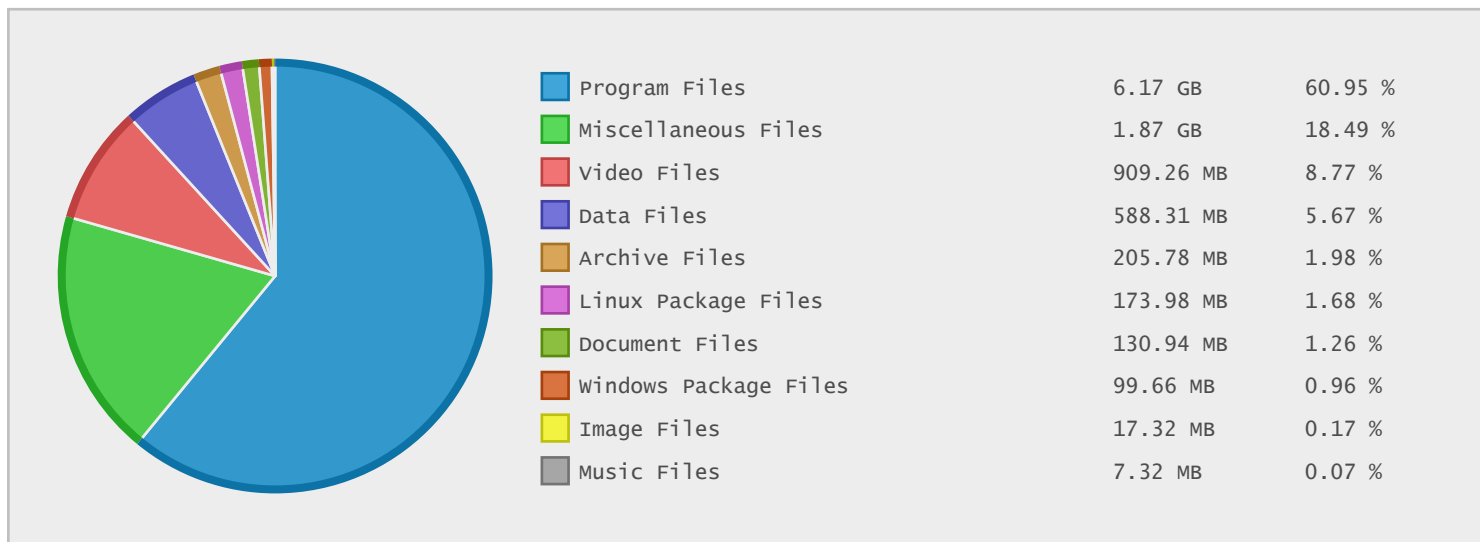 Program Files 6.17 GB 60.95 %
Miscellaneous Files 1.87 GB 18.49 %
Video Files 909.26 MB 8.77 %
Data Files 588.31 MB 5.67 %
Archive Files 205.78 MB 1.98 %
Linux Package Files 173.98 MB 1.68 %
Document Files 130.94 MB 1.26 %
Windows Package Files 99.66 MB 0.96 %
Image Files 17.32 MB 0.17 %
Music Files 7.32 MB 0.07 %